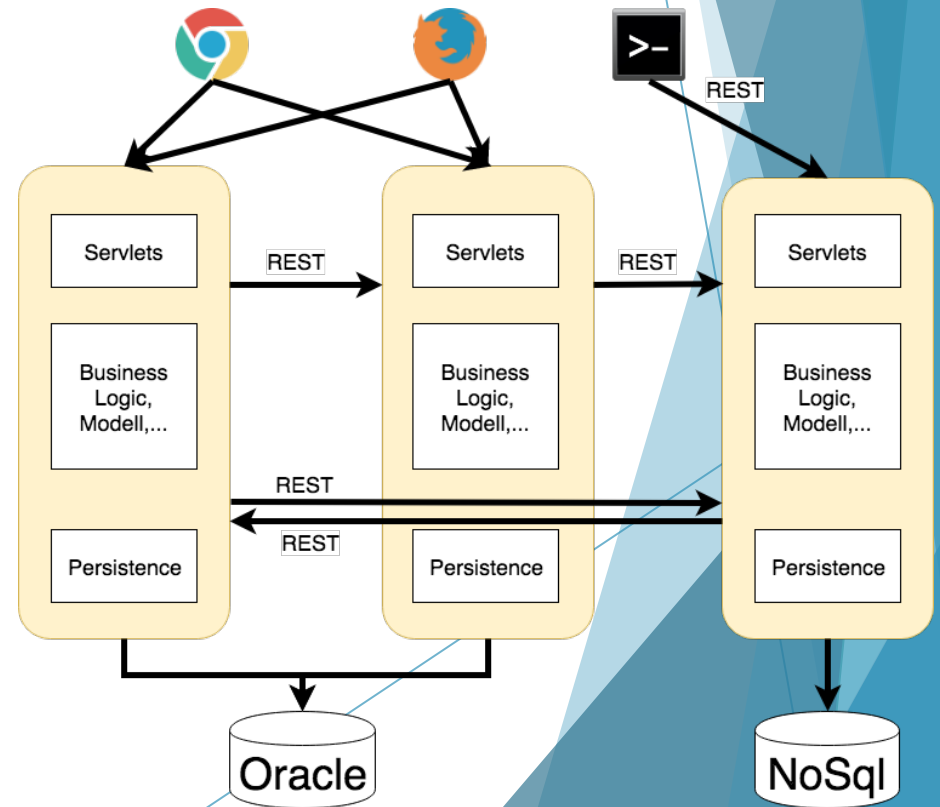 >-
REST
Servlets
REST
Servlets
REST
Servlets
Business
Logic,
Modell,...
Business
Logic,
Modell,...
Business
Logic,
Modell,...
REST
REST
Persistence
Persistence
Persistence
Oracle
NoSql